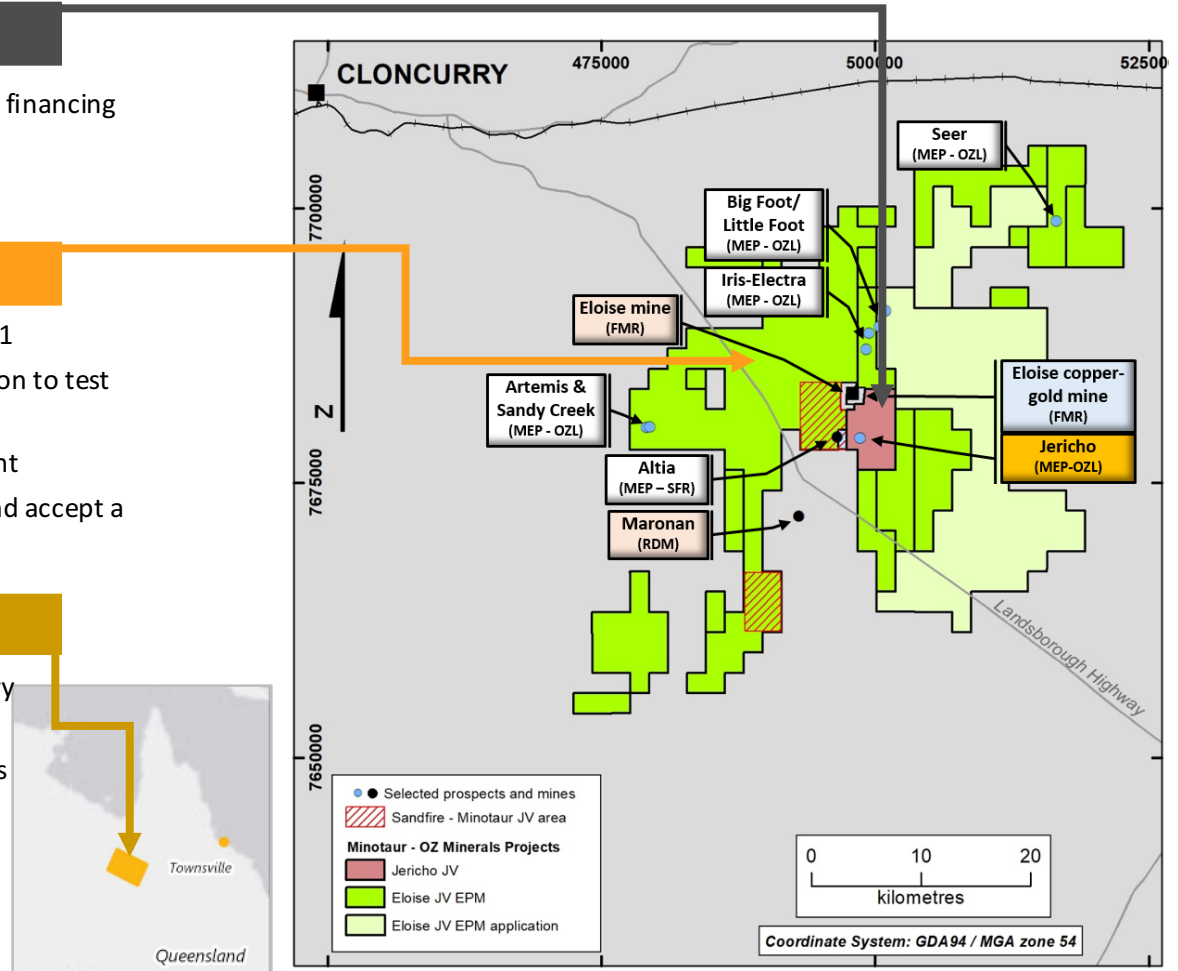 financing
1
on to test
nt
nd accept a
ry
s
Townsville
Queensland
CLONCURRY
475000
500000
525000
7700000
7675000
7650000
N
Seer
(MEP - OZL)
Big Foot/
Little Foot
(MEP - OZL)
Iris-Electra
(MEP - OZL)
Eloise mine
(FMR)
Artemis &
Sandy Creek
(MEP - OZL)
Altia
(MEP – SFR)
Maronan
(RDM)
Eloise copper-
gold mine
(FMR)
Jericho
(MEP-OZL)
Landsborough Highway
Selected prospects and mines
Sandfire - Minotaur JV area
Minotaur - OZ Minerals Projects
Jericho JV
Eloise JV EPM
Eloise JV EPM application
0 10 20
kilometres
Coordinate System: GDA94 / MGA zone 54